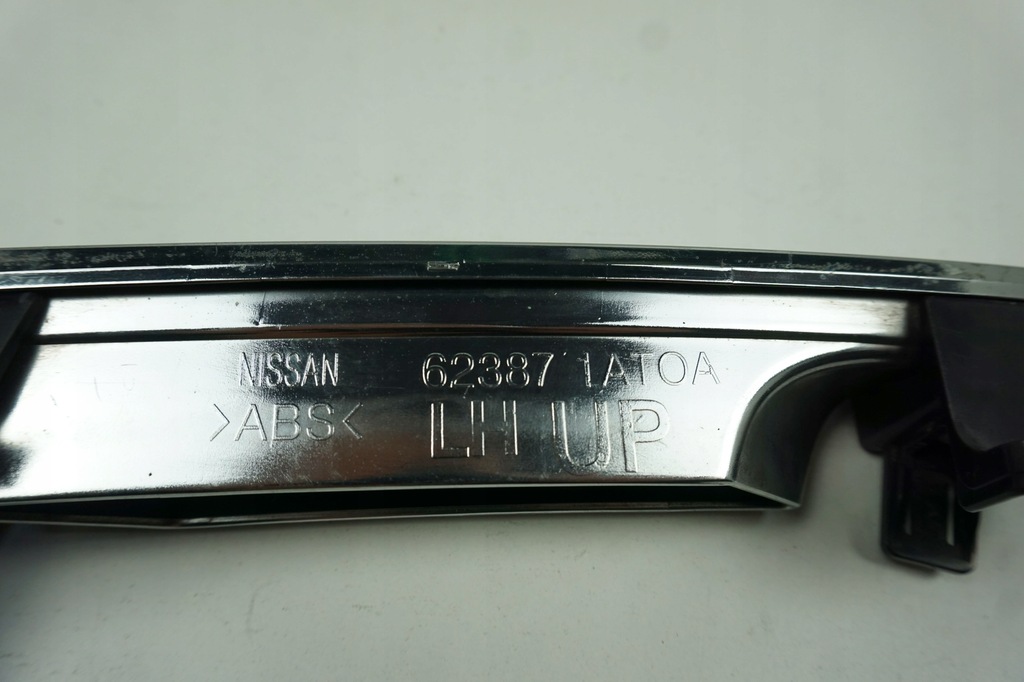 NISSAN 62387 1AT0A
>ABS< LH UP